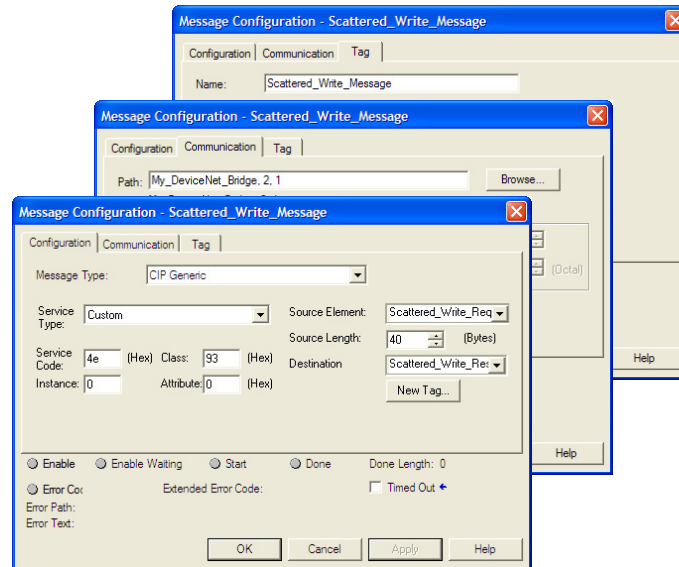 Message Configuration - Scattered_Write_Message
Configuration Communication Tag
Name: Scattered_Write_Message
Message Configuration - Scattered_Write_Message
Configuration Communication Tag
Path: My_DeviceNet_Bridge, 2, 1 Browse...
(Octal)
Help
Help
Message Configuration - Scattered_Write_Message
Configuration Communication Tag
Message Type: CIP Generic
Service Type: Custom Source Element: Scattered_Write_Req
Source Length: 40 (Bytes)
Service Code: 4e (Hex) Class: 93 (Hex) Destination Scattered_Write_Res
Instance: 0 Attribute: 0 (Hex) New Tag...
Enable Enable Waiting Start Done Done Length: 0
Error Co Extended Error Code: Timed Out
Error Path:
Error Text:
OK Cancel Apply Help